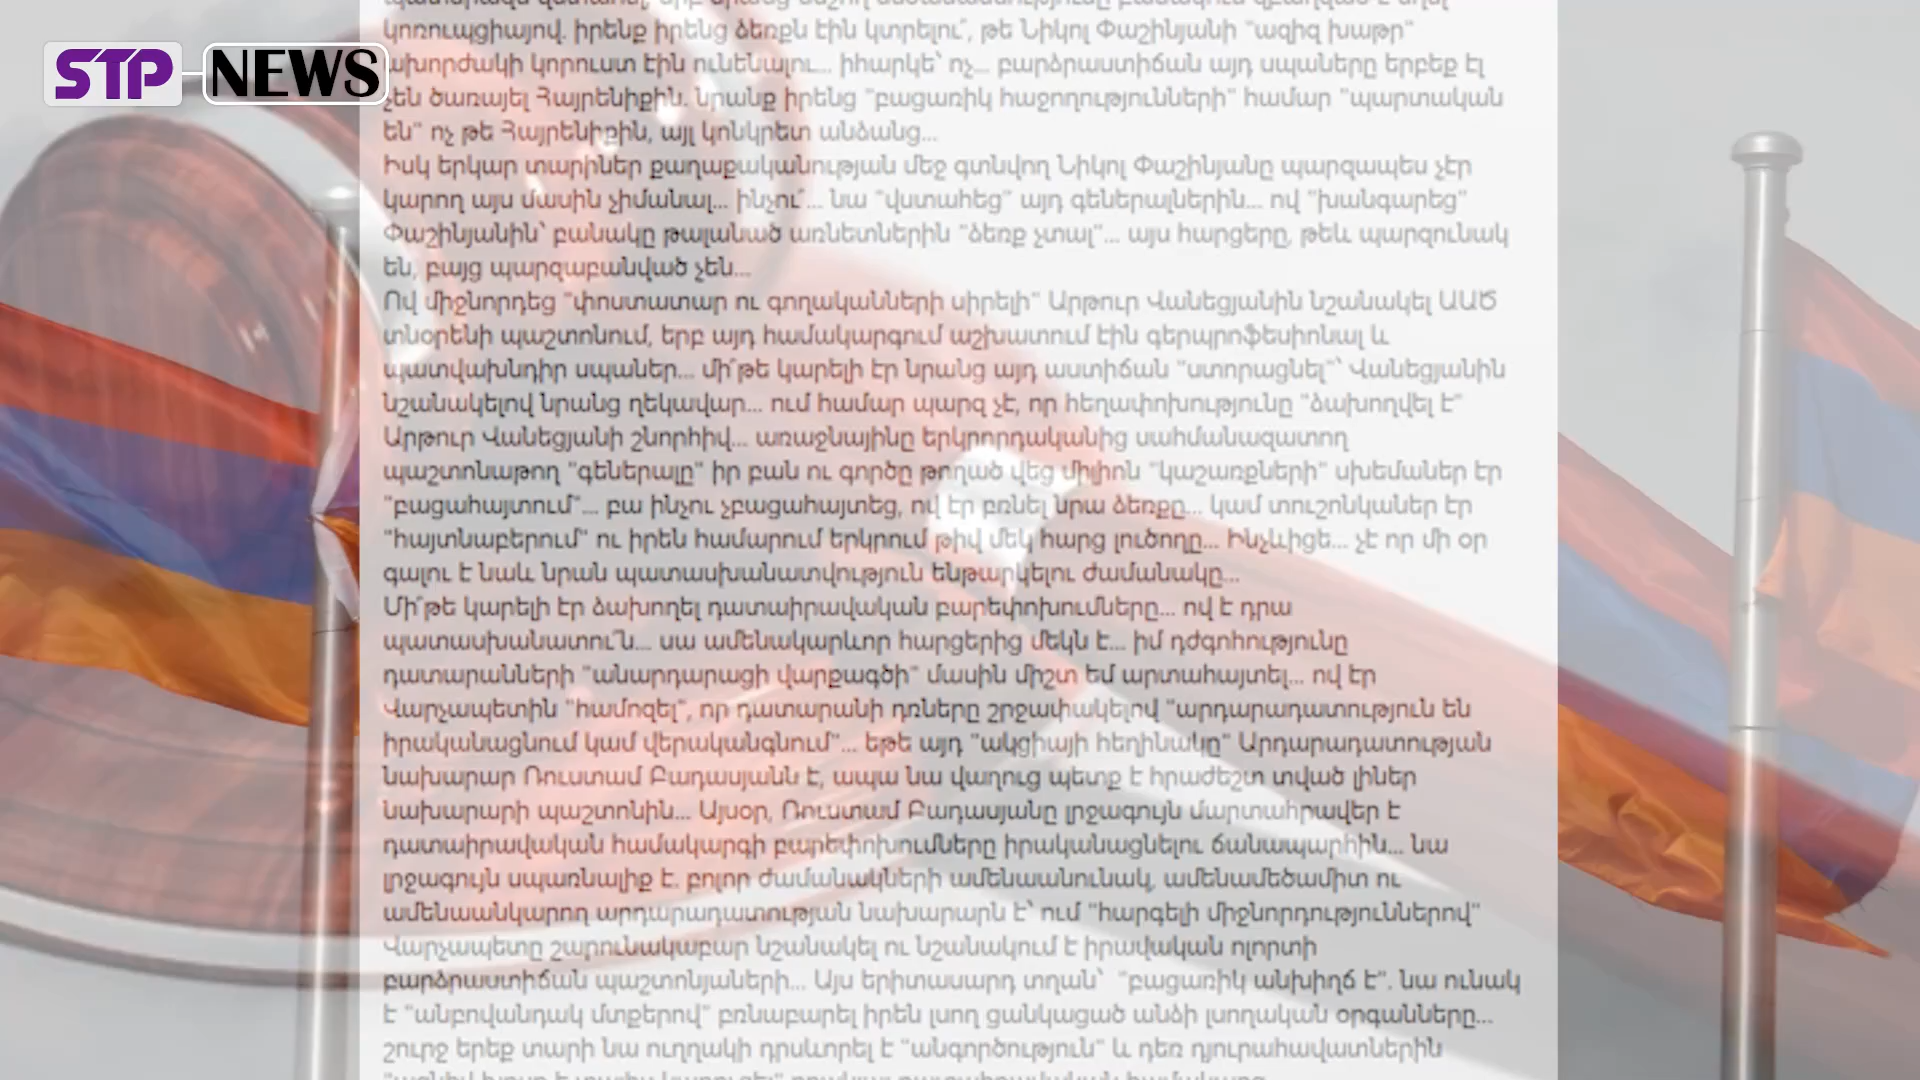 STP NEWS
կոռուպցիայով. իրենք իրենց ձեռքն էին կտրելու՞, թե Նիկոլ Փաշինյանի "ազիզ խաթր"
ախորժակի կորուստ էին ունենալու... իհարկե՝ ոչ... բարձրաստիճան այդ սպաները երբեք էլ
չեն ծառայել Հայրենիքին. նրանք իրենց "բացառիկ հաջողությունների" համար "պարտական
են" ոչ թե Հայրենիքին, այլ կոնկրետ անձանց...
Իսկ երկար տարիներ քաղաքականության մեջ գտնվող Նիկոլ Փաշինյանը պարզապես չէր
կարող այս մասին չիմանալ... ինչու՞... նա "վստահեց" այդ գեներալներին... ով "խանգարեց"
Փաշինյանին՝ բանակը թալանած առնետներին "ձեռք չտալ"... այս հարցերը, թեև պարզունակ
են, բայց պարզաբանված չեն...
Ով միջնորդեց "փոստատար ու գողականների սիրելի" Արթուր Վանեցյանին նշանակել ԱԱԾ
տնօրենի պաշտոնում, երբ այդ համակարգում աշխատում էին գերպրոֆեսիոնալ և
պատվախնդիր սպաներ... մի՞թե կարելի էր նրանց այդ աստիճան "ստորացնել"՝ Վանեցյանին
նշանակելով նրանց ղեկավար... ում համար պարզ չէ, որ հեղափոխությունը "ձախողվել է"
Արթուր Վանեցյանի շնորհիվ... առաջնայինը երկրորդականից սահմանազատող
պաշտոնաթող "գեներալը" իր բան ու գործը թողած վեց միլիոն "կաշառքների" սխեմաներ էր
"բացահայտում"... բա ինչու չբացահայտեց, ով էր բռնել նրա ձեռքը... կամ տուշոնկաներ էր
"հայտնաբերում" ու իրեն համարում երկրում թիվ մեկ հարց լուծողը... Ինչևիցե... չէ որ մի օր
գալու է նաև նրան պատասխանատվություն ենթարկելու ժամանակը...
Մի՞թե կարելի էր ձախողել դատաիրավական բարեփոխումները... ով է դրա
պատասխանատու՞ն... սա ամենակարևոր հարցերից մեկն է... իմ դժգոհությունը
դատարանների "անարդարացի վարքագծի" մասին միշտ եմ արտահայտել... ով էր
Վարչապետին "համոզել", որ դատարանի դռները շրջափակելով "արդարադատություն են
իրականացնում կամ վերականգնում"... եթե այդ "ակցիայի հեղինակը" Արդարադատության
նախարար Ռուստամ Բադասյանն է, ապա նա վաղուց պետք է հրաժեշտ տված լիներ
նախարարի պաշտոնին... Այսօր, Ռուստամ Բադասյանը լրջագույն մարտահրավեր է
դատաիրավական համակարգի բարեփոխումները իրականացնելու ճանապարհին... նա
լրջագույն սպառնալիք է. բոլոր ժամանակների ամենաանունակ, ամենամեծամիտ ու
ամենաանկարող արդարադատության նախարարն է՝ ում "հարգելի միջնորդություններով"
Վարչապետը շարունակաբար նշանակել ու նշանակում է իրավական ոլորտի
բարձրաստիճան պաշտոնյաների... Այս երիտասարդ տղան՝ "բացառիկ անխիղճ է". նա ունակ
է "անբովանդակ մտքերով" բռնաբարել իրեն լսող ցանկացած անձի լսողական օրգանները...
շուրջ երեք տարի նա ուղղակի դրսևորել է "անգործություն" և դեռ դյուրահավատներին